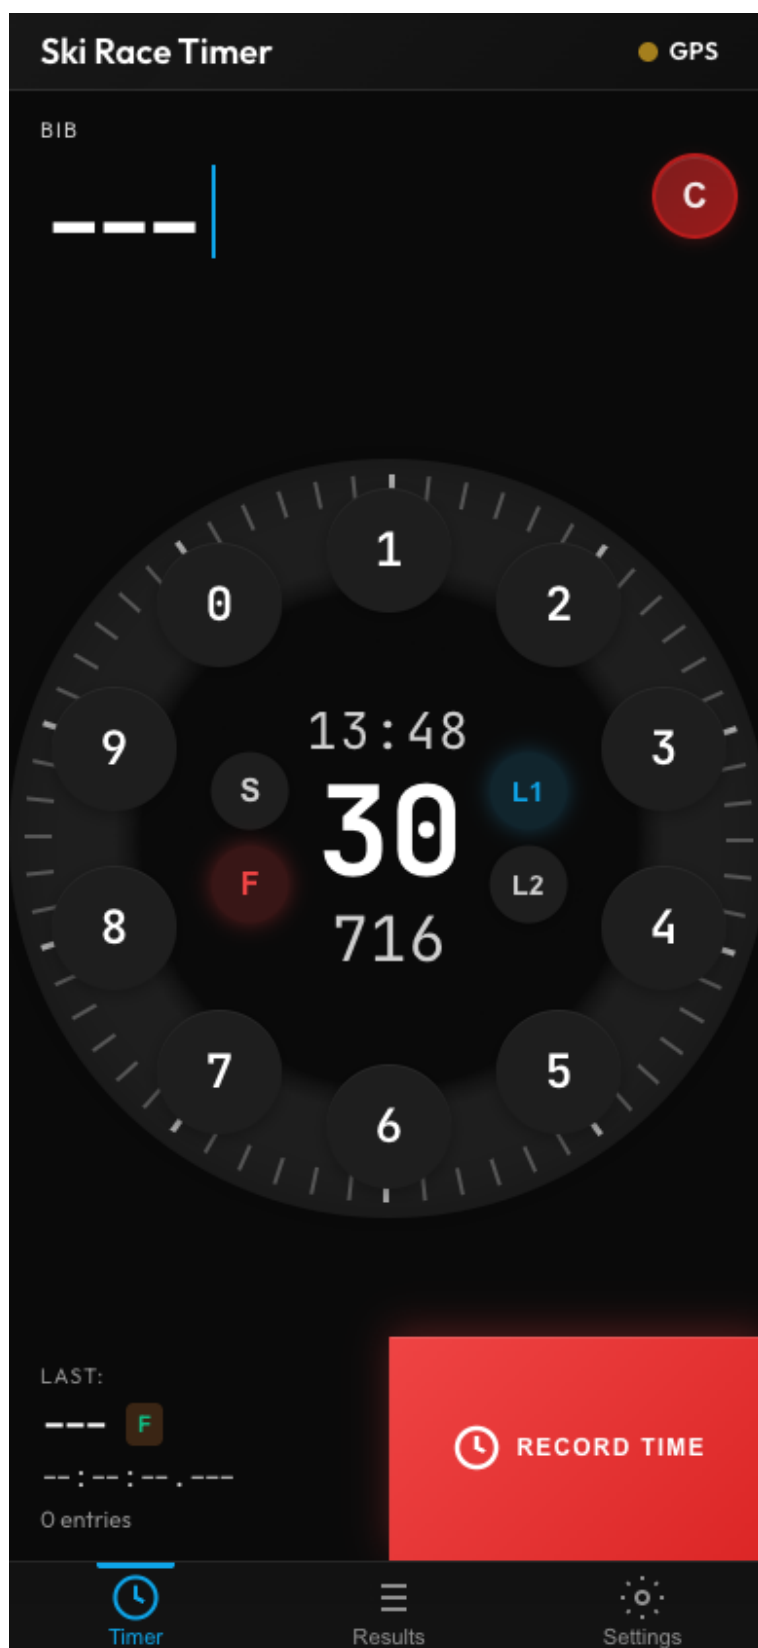 Ski Race Timer
GPS
BIB
---
C
1
0
2
9
3
13:48
S
L1
30
F
L2
716
8
4
7
5
6
LAST:
--- F
--:--:--.---
0 entries
RECORD TIME
Timer
Results
Settings